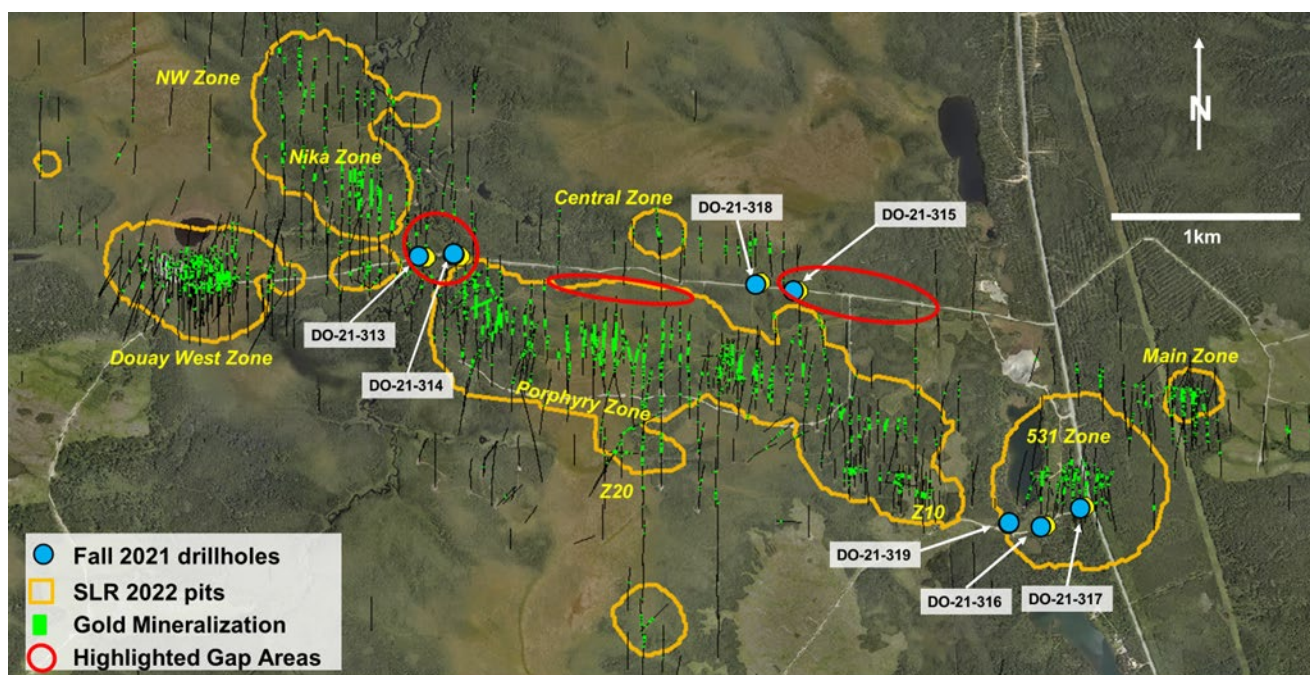 NW Zone
N
Nika Zone
Central Zone
DO-21-318
DO-21-315
1km
DO-21-313
Douay West Zone
Main Zone
DO-21-314
Porphyry Zone
531 Zone
Z20
Z10
DO-21-319
DO-21-316
DO-21-317
Fall 2021 drillholes
SLR 2022 pits
Gold Mineralization
Highlighted Gap Areas